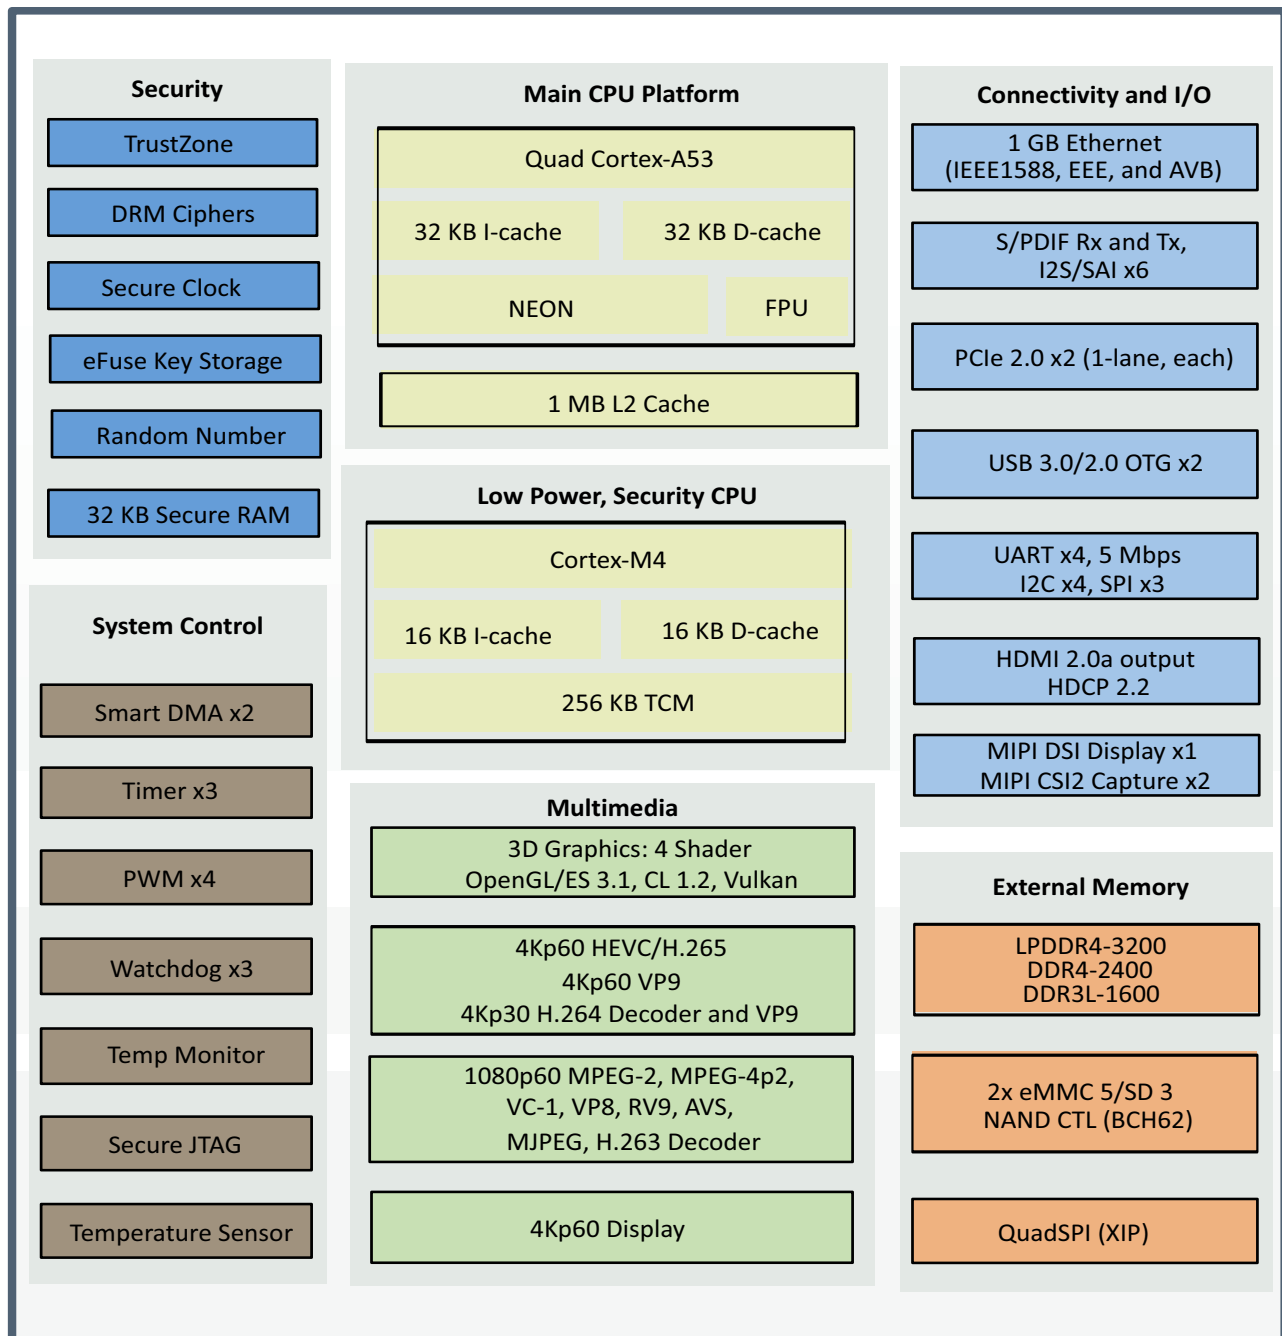 Security
TrustZone
DRM Ciphers
Secure Clock
eFuse Key Storage
Random Number
32 KB Secure RAM
System Control
Smart DMA x2
Timer x3
PWM x4
Watchdog x3
Temp Monitor
Secure JTAG
Temperature Sensor
Main CPU Platform
Quad Cortex-A53
32 KB I-cache
32 KB D-cache
NEON
FPU
1 MB L2 Cache
Low Power, Security CPU
Cortex-M4
16 KB I-cache
16 KB D-cache
256 KB TCM
Multimedia
3D Graphics: 4 Shader
OpenGL/ES 3.1, CL 1.2, Vulkan
4Kp60 HEVC/H.265
4Kp60 VP9
4Kp30 H.264 Decoder and VP9
1080p60 MPEG-2, MPEG-4p2,
VC-1, VP8, RV9, AVS,
MJPEG, H.263 Decoder
4Kp60 Display
Connectivity and I/O
1 GB Ethernet
(IEEE1588, EEE, and AVB)
S/PDIF Rx and Tx,
I2S/SAI x6
PCIe 2.0 x2 (1-lane, each)
USB 3.0/2.0 OTG x2
UART x4, 5 Mbps
I2C x4, SPI x3
HDMI 2.0a output
HDCP 2.2
MIPI DSI Display x1
MIPI CSI2 Capture x2
External Memory
LPDDR4-3200
DDR4-2400
DDR3L-1600
2x eMMC 5/SD 3
NAND CTL (BCH62)
QuadSPI (XIP)